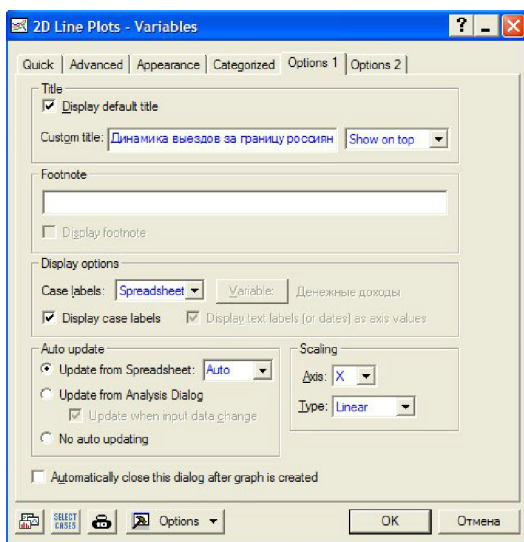 2D Line Plots - Variables
Quick Advanced Appearance Categorized Options 1 Options 2
Title
Display default title
Custom title: Динамика выездов за границу россиян Show on top
Footnote
Display footnote
Display options
Case labels: Spreadsheet Variable: Денежные доходы
Display case labels Display text labels (or dates) as axis values
Auto update
Update from Spreadsheet: Auto
Update from Analysis Dialog
Update when input data change
No auto updating
Scaling
Axis: X
Type: Linear
Automatically close this dialog after graph is created
SELECT CASES Options OK Отмена